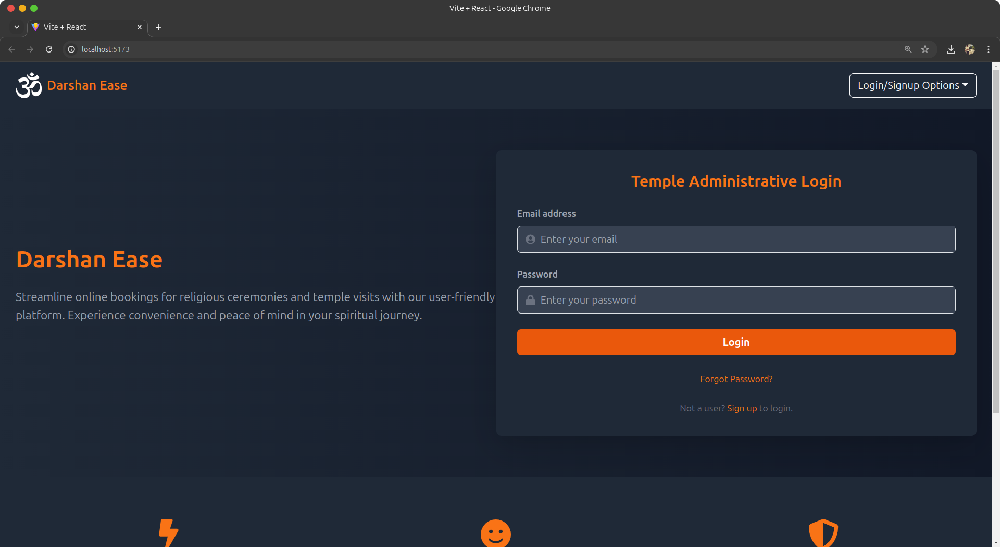 Vite + React - Google Chrome
Vite + React
localhost:5173
ॐ Darshan Ease
Login/Signup Options
Darshan Ease
Streamline online bookings for religious ceremonies and temple visits with our user-friendly
platform. Experience convenience and peace of mind in your spiritual journey.
Temple Administrative Login
Email address
Enter your email
Password
Enter your password
Login
Forgot Password?
Not a user? Sign up to login.